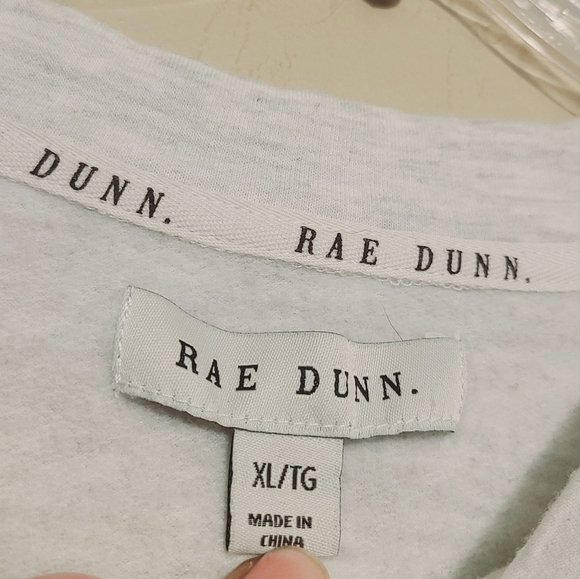 DUNN.
RAE DUNN.
RAE DUNN.
XL/TG
MADE IN
CHINA